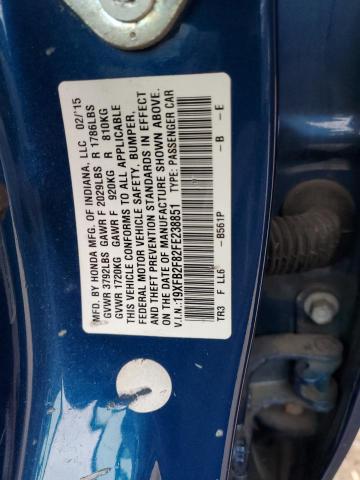 MFD. BY HONDA MFG. OF INDIANA, LLC 02/'15
GVWR 3792LBS GAWR F 2029LBS R 1786LBS
GVWR 1720KG GAWR F 920KG R 810KG
THIS VEHICLE CONFORMS TO ALL APPLICABLE
FEDERAL MOTOR VEHICLE SAFETY, BUMPER,
AND THEFT PREVENTION STANDARDS IN EFFECT
ON THE DATE OF MANUFACTURE SHOWN ABOVE.
V.I.N.:19XFB2F82FE238851 TYPE: PASSENGER CAR
TR3 F LL6 -B561P -B -E